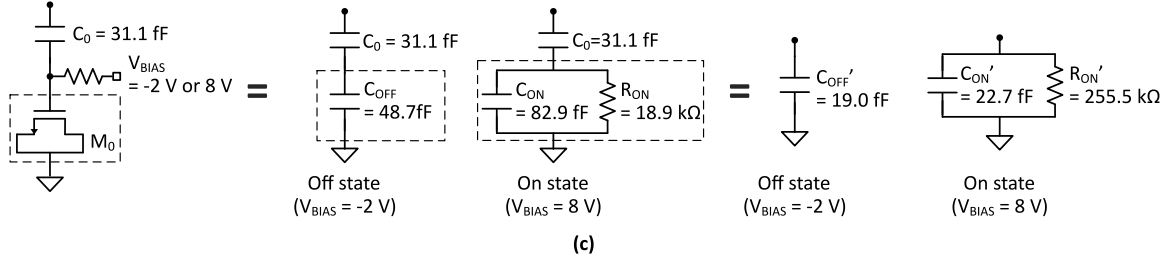 C₀ = 31.1 fF
V_BIAS
= -2 V or 8 V
M₀
=
C₀ = 31.1 fF
C_OFF
= 48.7fF
Off state
(V_BIAS = -2 V)
C₀=31.1 fF
C_ON
= 82.9 fF
R_ON
= 18.9 kΩ
On state
(V_BIAS = 8 V)
=
C_OFF'
= 19.0 fF
Off state
(V_BIAS = -2 V)
C_ON'
= 22.7 fF
R_ON'
= 255.5 kΩ
On state
(V_BIAS = 8 V)
(c)